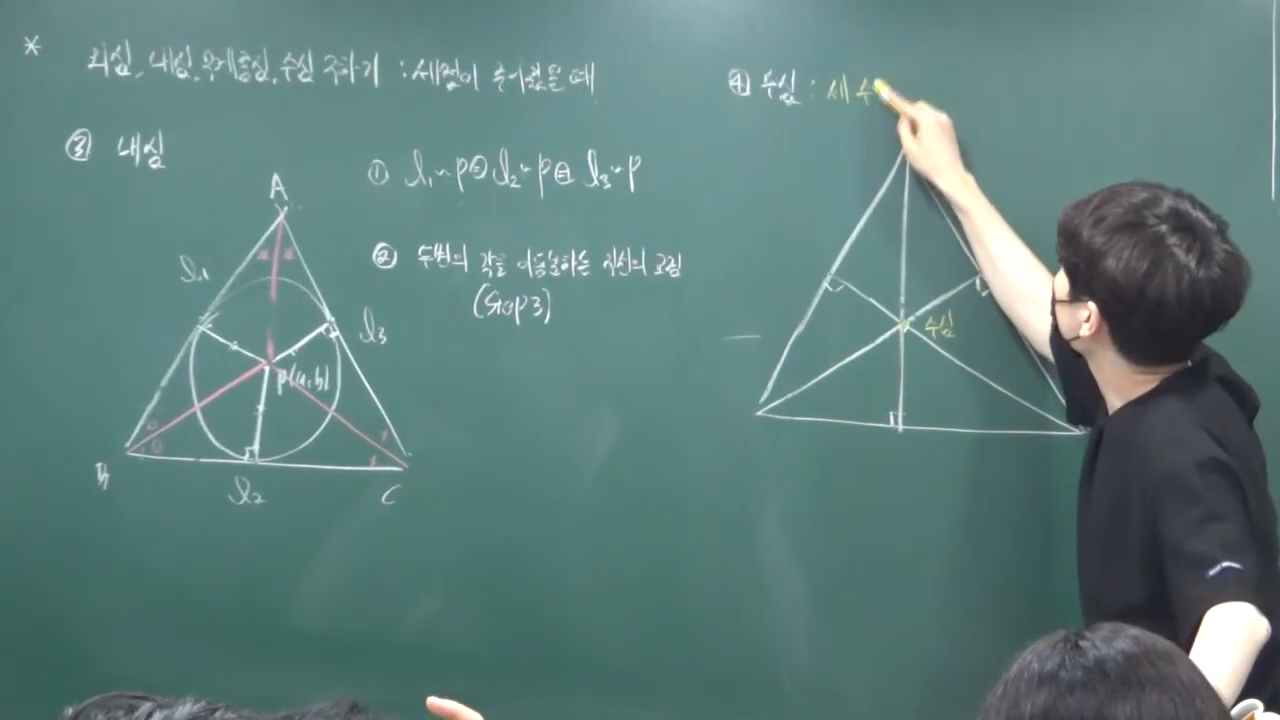 * 외심, 내심, 무게중심, 수심 구하기 : 세점이 주어졌을 때
③ 내심
A
l₁
l₃
P(a,b)
B
l₂
C
① l₁~P = l₂~P = l₃~P
② 두변의 각을 이등분하는 직선의 교점
(Step3)
④ 수심 : 세 수
수심